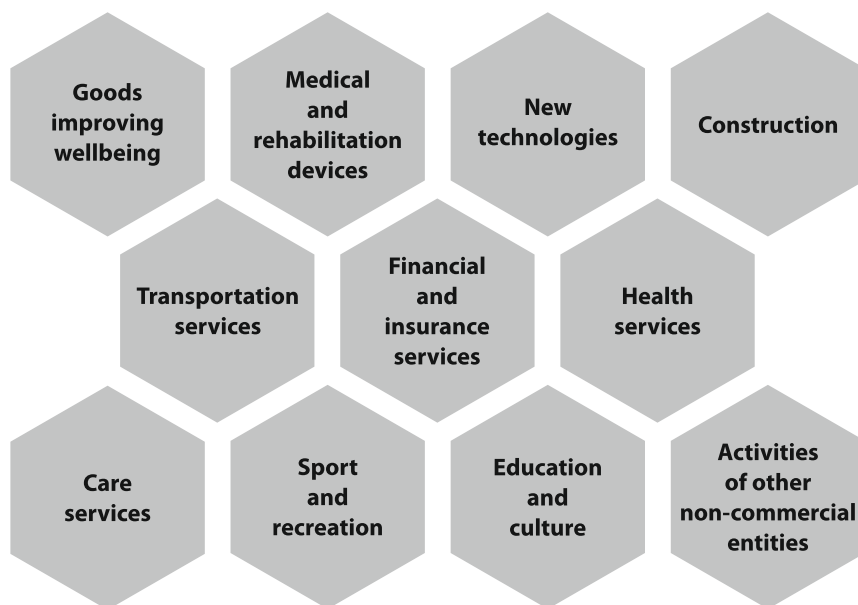 Goods
improving
wellbeing
Medical
and
rehabilitation
devices
New
technologies
Construction
Transportation
services
Financial
and
insurance
services
Health
services
Care
services
Sport
and
recreation
Education
and
culture
Activities
of other
non-commercial
entities